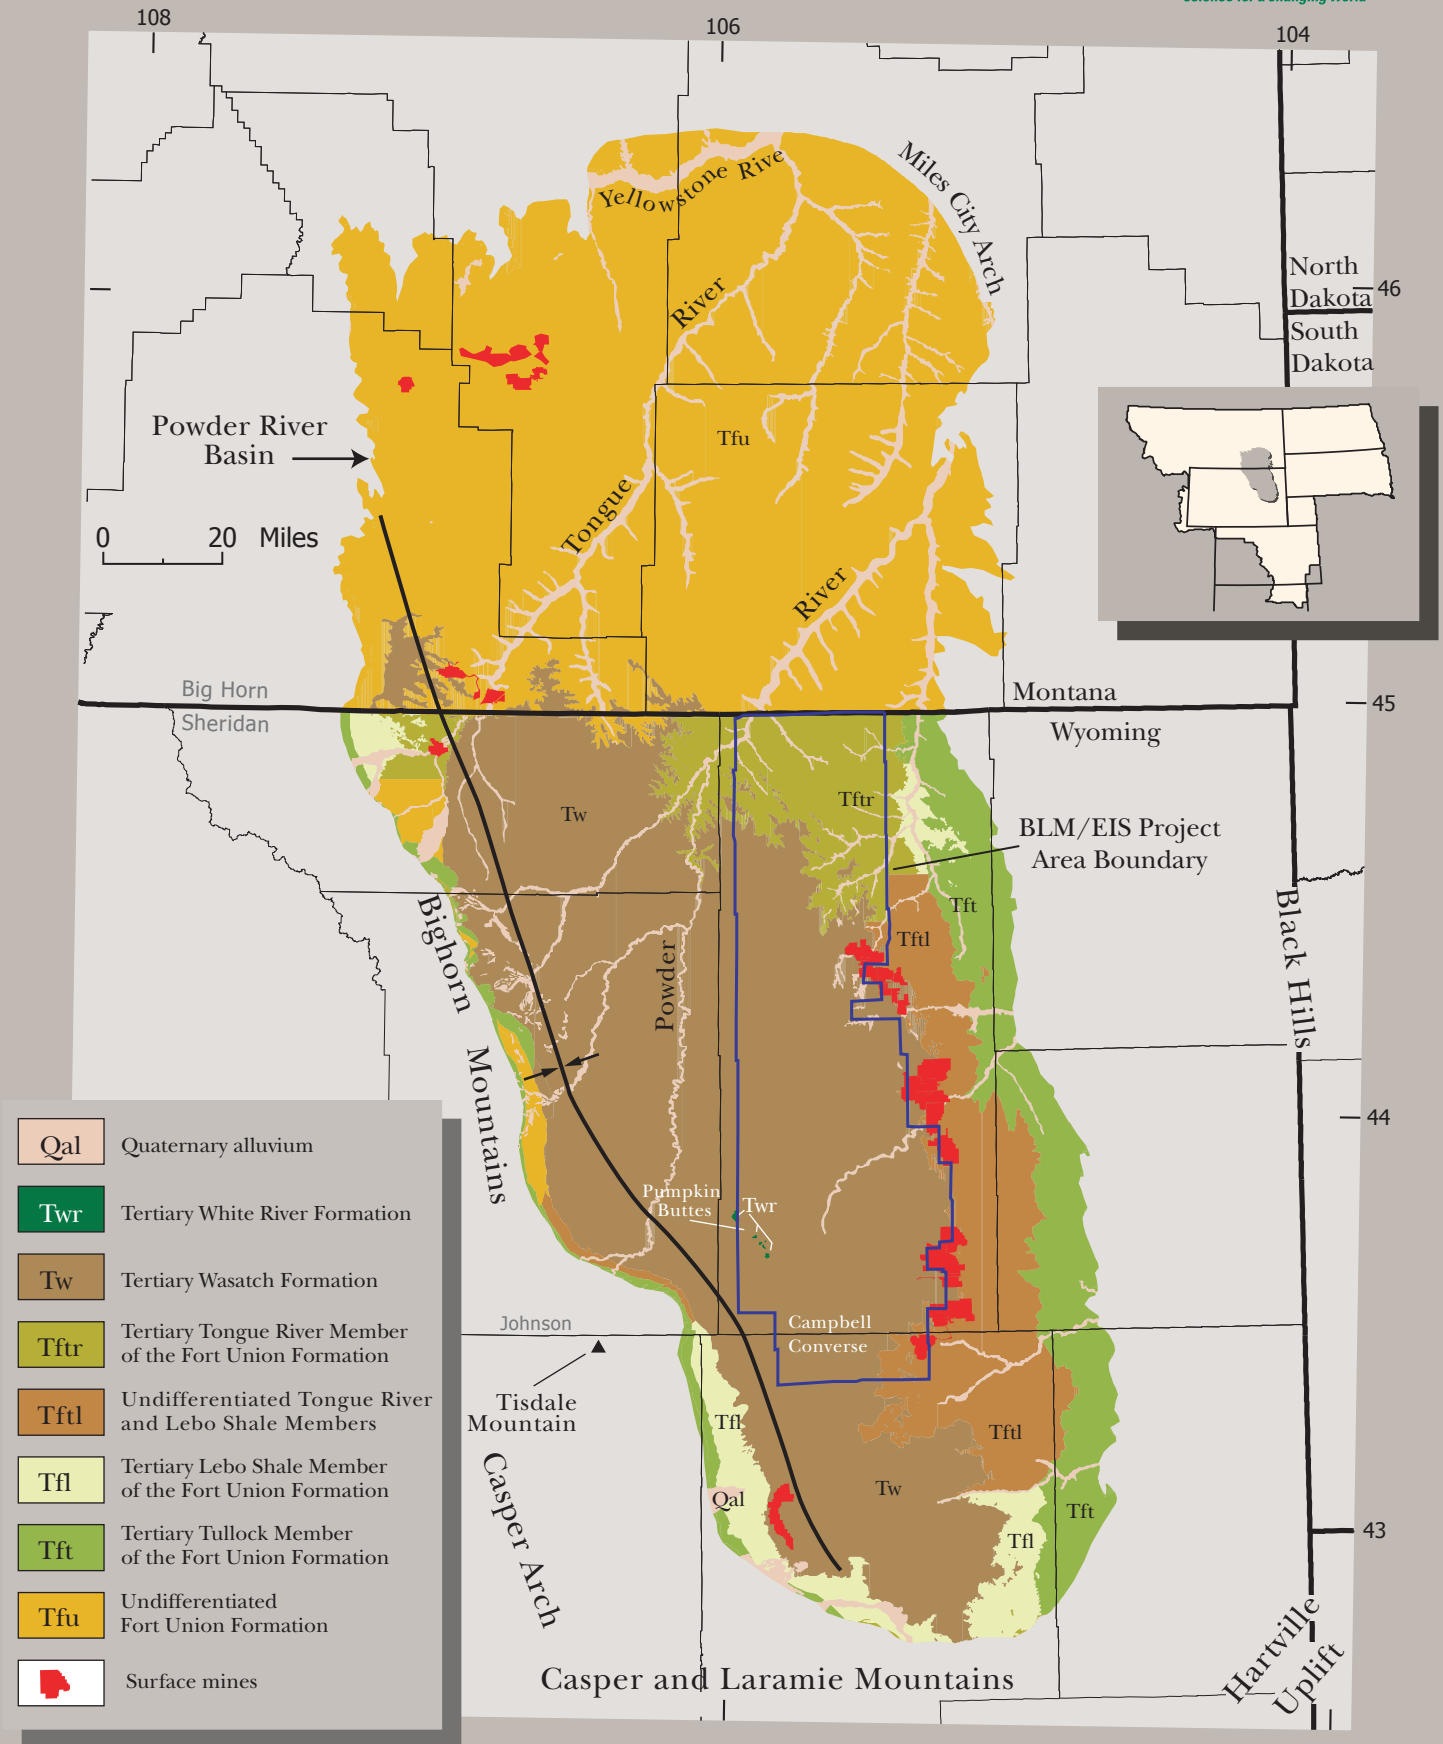 science for a changing world
108
106
104
Miles City Arch
Yellowstone Rive
North
Dakota
46
South
Dakota
River
Powder River
Basin
Tfu
0 20 Miles
Tongue
River
Big Horn
Montana
45
Sheridan
Wyoming
Tw
Tftr
BLM/EIS Project
Area Boundary
Bighorn
Mountains
Tft
Black Hills
Tftl
Powder
44
Pumpkin
Buttes
Twr
Johnson
Campbell
Converse
Tisdale
Mountain
Tfl
Tftl
Casper Arch
Qal
Tw
Tft
Tfl
43
Hartville
Uplift
Casper and Laramie Mountains
Qal Quaternary alluvium
Twr Tertiary White River Formation
Tw Tertiary Wasatch Formation
Tftr Tertiary Tongue River Member
of the Fort Union Formation
Tftl Undifferentiated Tongue River
and Lebo Shale Members
Tfl Tertiary Lebo Shale Member
of the Fort Union Formation
Tft Tertiary Tullock Member
of the Fort Union Formation
Tfu Undifferentiated
Fort Union Formation
Surface mines